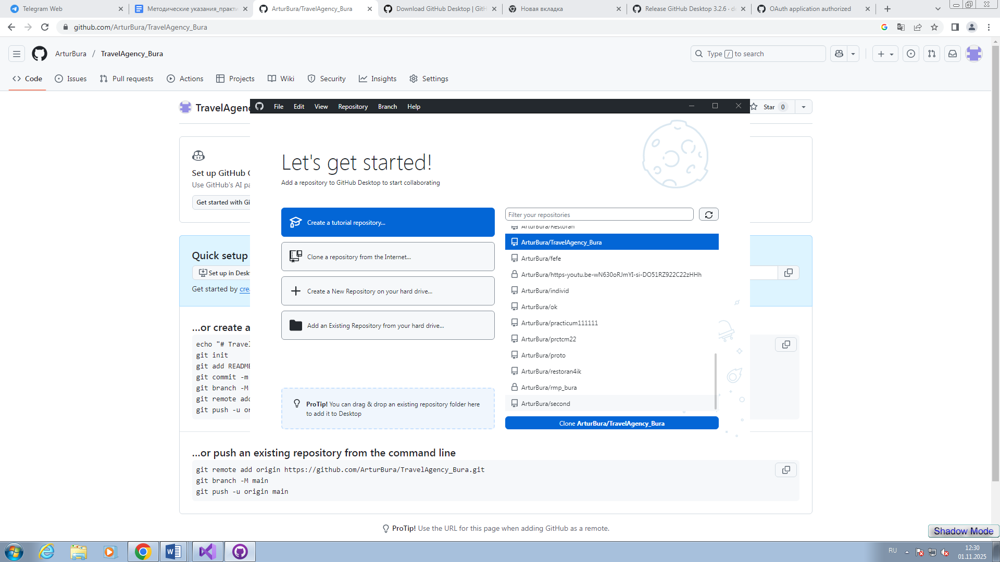 Telegram Web
Методические указания_практи
ArturBura/TravelAgency_Bura
Download GitHub Desktop | GitH
Новая вкладка
Release GitHub Desktop 3.2.6 · de
OAuth application authorized
github.com/ArturBura/TravelAgency_Bura
ArturBura / TravelAgency_Bura
Type / to search
Code
Issues
Pull requests
Actions
Projects
Wiki
Security
Insights
Settings
TravelAgenc
Star 0
File
Edit
View
Repository
Branch
Help
Set up GitHub C
Use GitHub's AI pa
Get started with Gi
Let's get started!
Add a repository to GitHub Desktop to start collaborating
Create a tutorial repository...
Clone a repository from the Internet...
Create a New Repository on your hard drive...
Add an Existing Repository from your hard drive...
ProTip! You can drag & drop an existing repository folder here
to add it to Desktop
Filter your repositories
ArturBura/Restoran
ArturBura/TravelAgency_Bura
ArturBura/fefe
ArturBura/https-youtu.be-wN630oRJmYI-si-DO51RZ922C22zHHh
ArturBura/individ
ArturBura/ok
ArturBura/practicum111111
ArturBura/prctcm22
ArturBura/proto
ArturBura/restoran4ik
ArturBura/rmp_bura
ArturBura/second
Clone ArturBura/TravelAgency_Bura
Quick setup
Set up in Deskt
Get started by crea
...or create a
echo "# Travel
git init
git add README
git commit -m
git branch -M
git remote add
git push -u or
...or push an existing repository from the command line
git remote add origin https://github.com/ArturBura/TravelAgency_Bura.git
git branch -M main
git push -u origin main
ProTip! Use the URL for this page when adding GitHub as a remote.
Shadow Mode
RU
12:30
01.11.2025